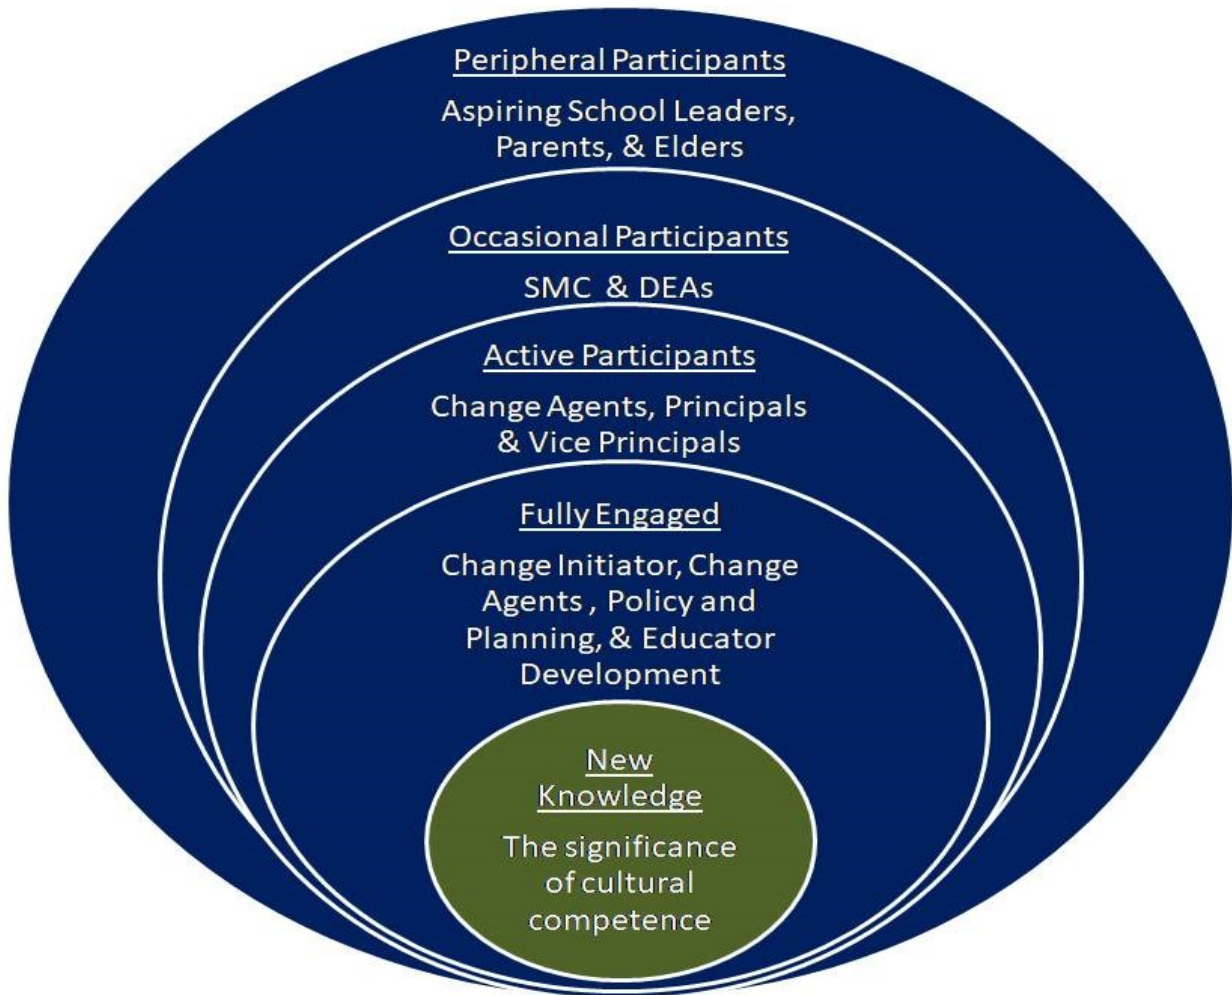 Peripheral Participants
Aspiring School Leaders,
Parents, & Elders
Occasional Participants
SMC & DEAs
Active Participants
Change Agents, Principals
& Vice Principals
Fully Engaged
Change Initiator, Change
Agents , Policy and
Planning, & Educator
Development
New
Knowledge
The significance
of cultural
competence